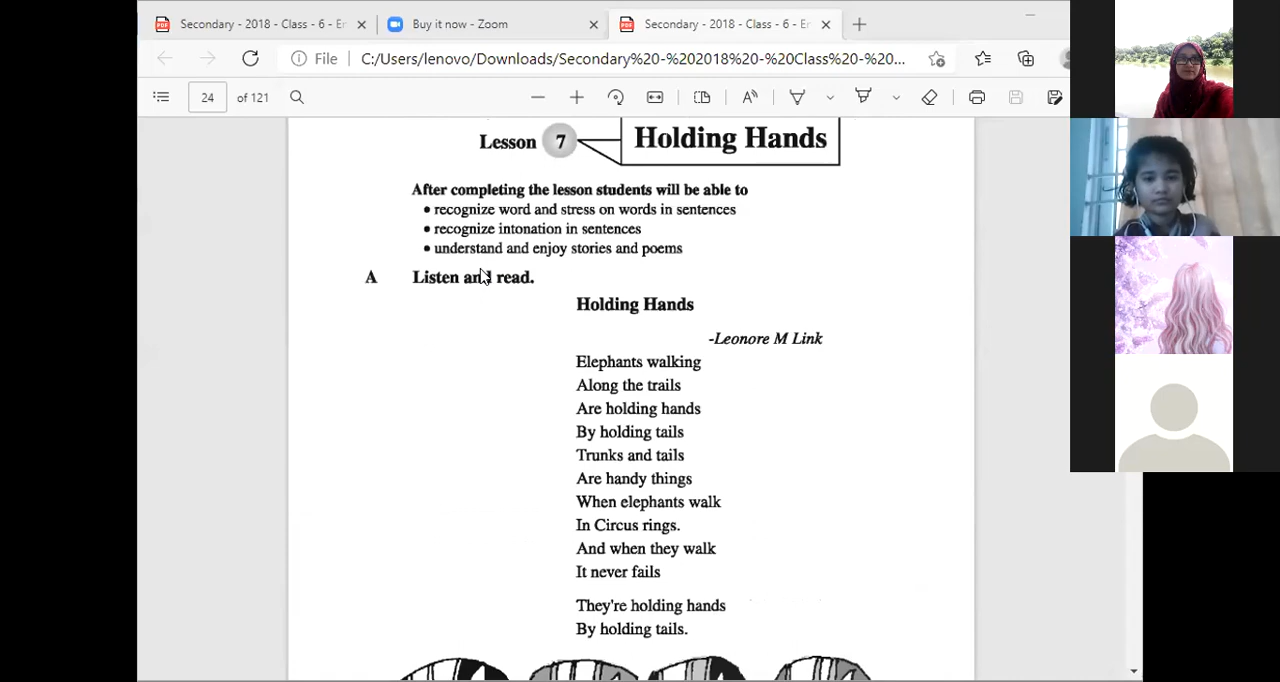 Secondary - 2018 - Class - 6 - Er
Buy it now - Zoom
Secondary - 2018 - Class - 6 - Er
File
C:/Users/lenovo/Downloads/Secondary%20-%202018%20-%20Class%20-%20...
24 of 121
Lesson 7 Holding Hands
After completing the lesson students will be able to
• recognize word and stress on words in sentences
• recognize intonation in sentences
• understand and enjoy stories and poems
A Listen and read.
Holding Hands
-Leonore M Link
Elephants walking
Along the trails
Are holding hands
By holding tails
Trunks and tails
Are handy things
When elephants walk
In Circus rings.
And when they walk
It never fails
They're holding hands
By holding tails.